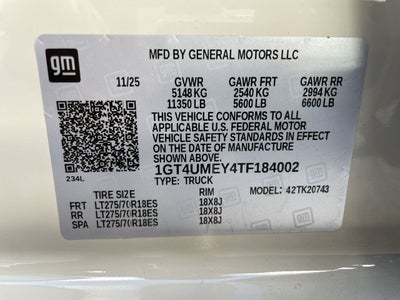 gm
MFD BY GENERAL MOTORS LLC
11/25 GVWR GAWR FRT GAWR RR
5148 KG 2540 KG 2994 KG
11350 LB 5600 LB 6600 LB
THIS VEHICLE CONFORMS TO ALL
APPLICABLE U.S. FEDERAL MOTOR
VEHICLE SAFETY STANDARDS IN EFFECT
ON THE DATE OF MANUFACTURE
SHOWN ABOVE.
1GT4UMEY4TF184002
234L TYPE: TRUCK
TIRE SIZE RIM MODEL: 42TK20743
FRT LT275/70R18ES 18X8J
RR LT275/70R18ES 18X8J
SPA LT275/70R18ES 18X8J